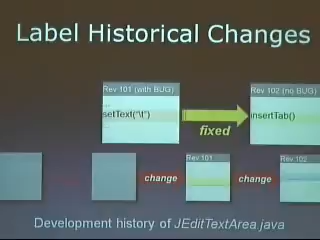 Label Historical Changes
Rev 101 (with BUG)
Rev 102 (no BUG)
...
setText("\t")
insertTab()
fixed
Rev 101
Rev 102
change
change
Development history of JEditTextArea.java